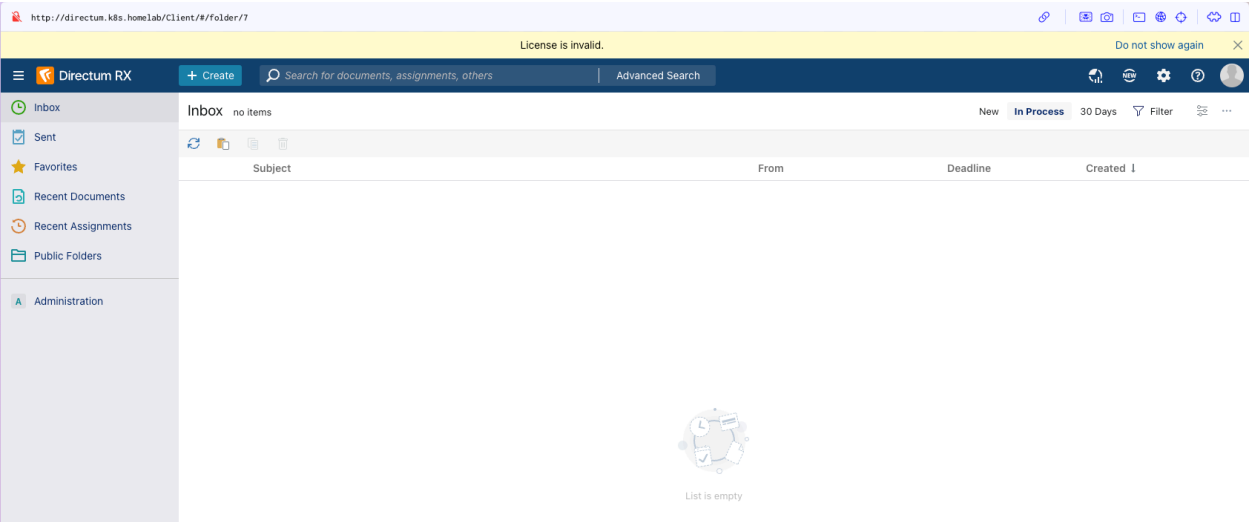 http://directum.k8s.homelab/Client/#/folder/7
License is invalid.
Do not show again
Directum RX
+ Create
Search for documents, assignments, others
Advanced Search
NEW
Inbox
Sent
Favorites
Recent Documents
Recent Assignments
Public Folders
A Administration
Inbox no items
New In Process 30 Days Filter
Subject From Deadline Created
List is empty